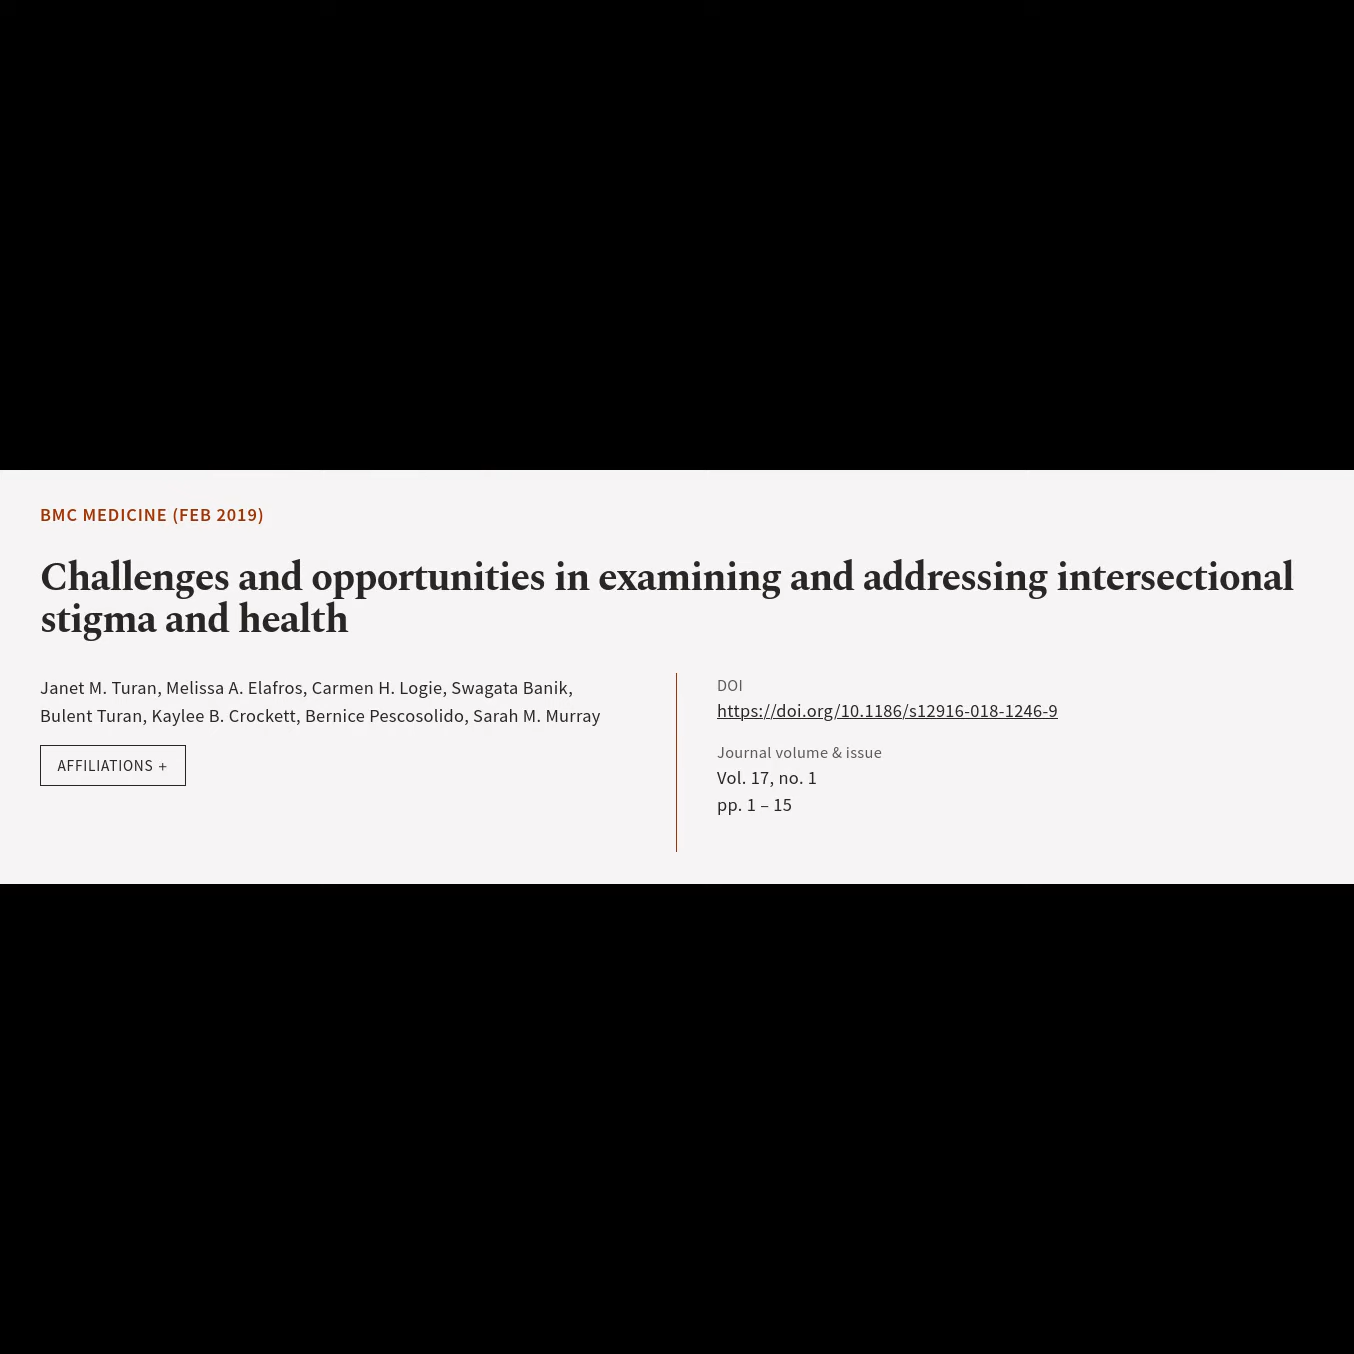 BMC MEDICINE (FEB 2019)
Challenges and opportunities in examining and addressing intersectional
stigma and health
Janet M. Turan, Melissa A. Elafros, Carmen H. Logie, Swagata Banik,
Bulent Turan, Kaylee B. Crockett, Bernice Pescosolido, Sarah M. Murray
AFFILIATIONS +
DOI
https://doi.org/10.1186/s12916-018-1246-9
Journal volume & issue
Vol. 17, no. 1
pp. 1 – 15